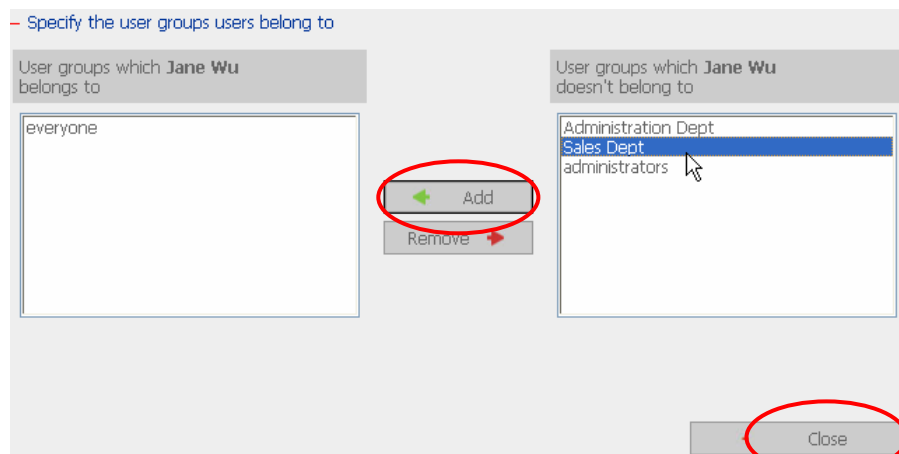 – Specify the user groups users belong to
User groups which Jane Wu
belongs to
everyone
Add
Remove
User groups which Jane Wu
doesn't belong to
Administration Dept
Sales Dept
administrators
Close